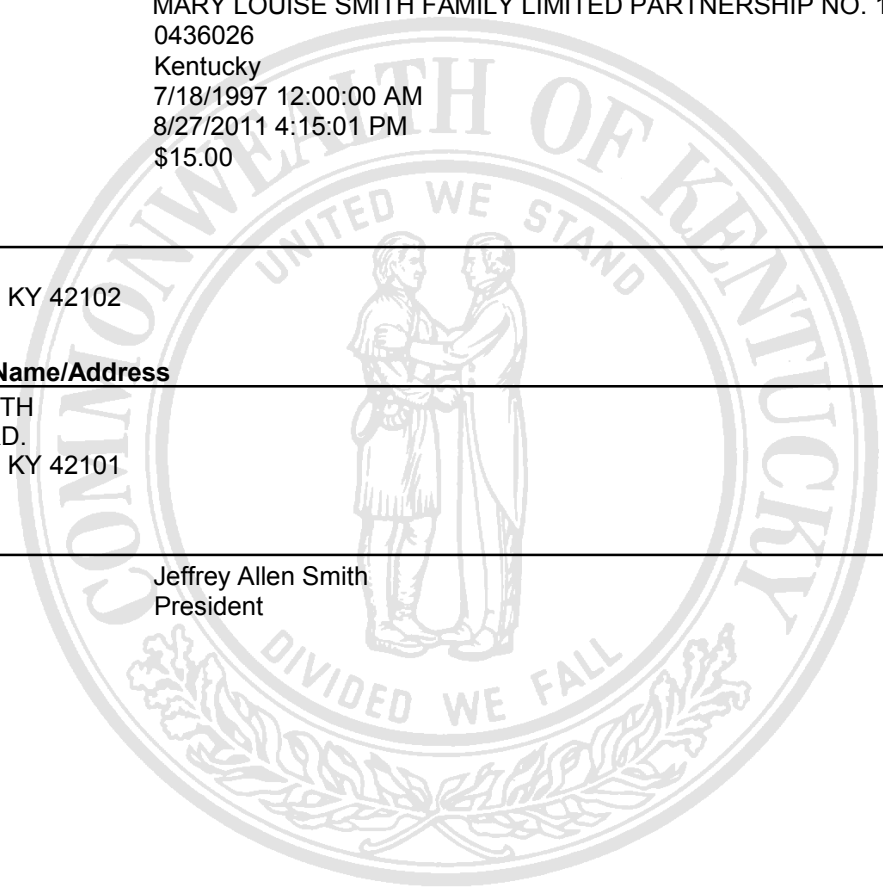 MARY LOUISE SMITH FAMILY LIMITED PARTNERSHIP NO. 1
0436026
Kentucky
7/18/1997 12:00:00 AM
8/27/2011 4:15:01 PM
$15.00
KY 42102
Name/Address
TH
D.
KY 42101
Jeffrey Allen Smith
President
COMMONWEALTH OF KENTUCKY
UNITED WE STAND
DIVIDED WE FALL